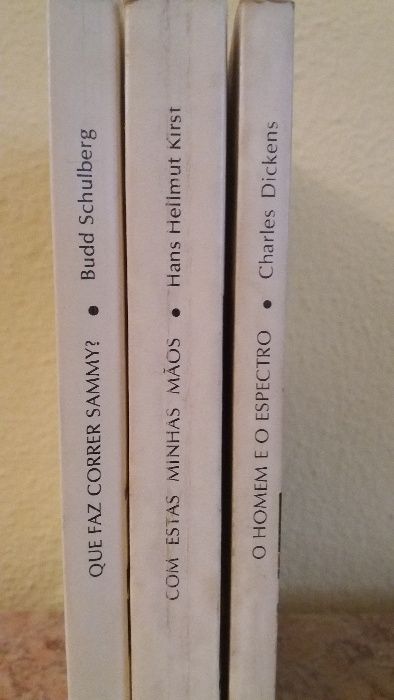 QUE FAZ CORRER SAMMY? • Budd Schulberg
COM ESTAS MINHAS MÃOS • Hans Hellmut Kirst
O HOMEM E O ESPECTRO • Charles Dickens